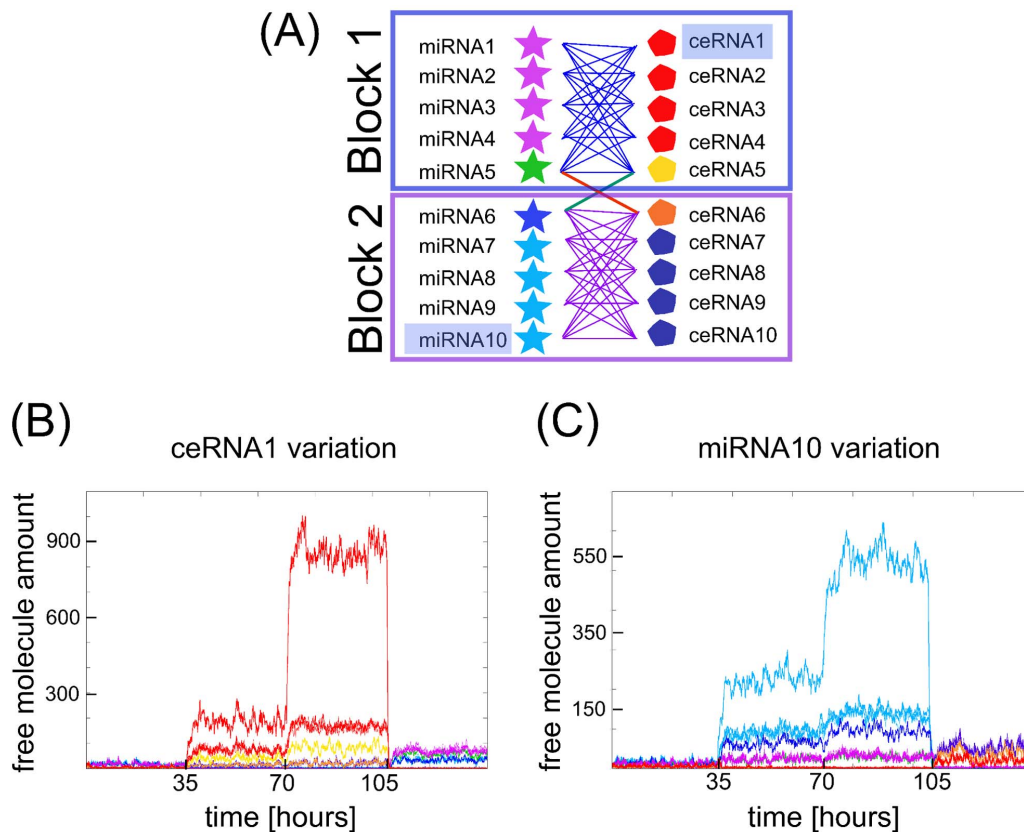 (A)
Block 1
miRNA1
ceRNA1
miRNA2
ceRNA2
miRNA3
ceRNA3
miRNA4
ceRNA4
miRNA5
ceRNA5
Block 2
miRNA6
ceRNA6
miRNA7
ceRNA7
miRNA8
ceRNA8
miRNA9
ceRNA9
miRNA10
ceRNA10
(B)
ceRNA1 variation
free molecule amount
900
600
300
35
70
105
time [hours]
(C)
miRNA10 variation
free molecule amount
550
350
150
35
70
105
time [hours]